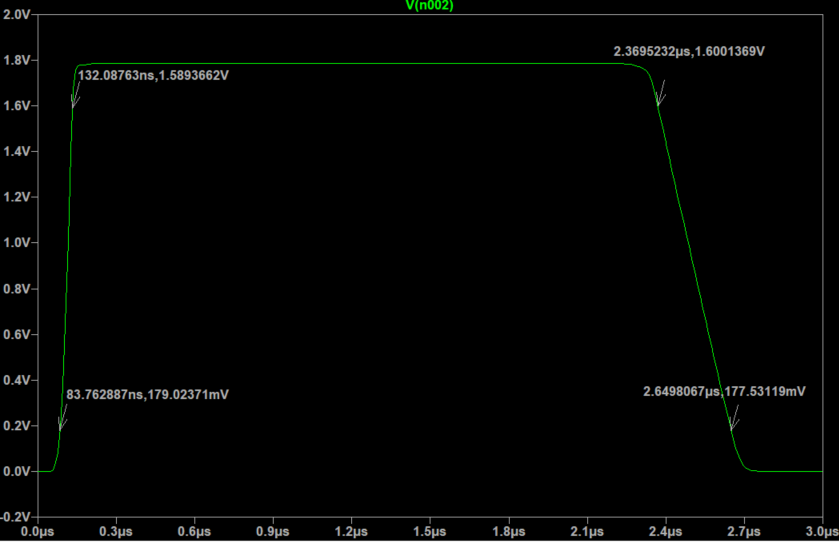 V(n002)
2.0V
1.8V
1.6V
1.4V
1.2V
1.0V
0.8V
0.6V
0.4V
0.2V
0.0V
-0.2V
132.08763ns,1.5893662V
2.3695232µs,1.6001369V
83.762887ns,179.02371mV
2.6498067µs,177.53119mV
0.0µs 0.3µs 0.6µs 0.9µs 1.2µs 1.5µs 1.8µs 2.1µs 2.4µs 2.7µs 3.0µs